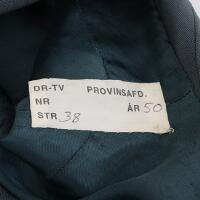 DR-TV PROVINSAFD.
NR ÅR 50
STR 38